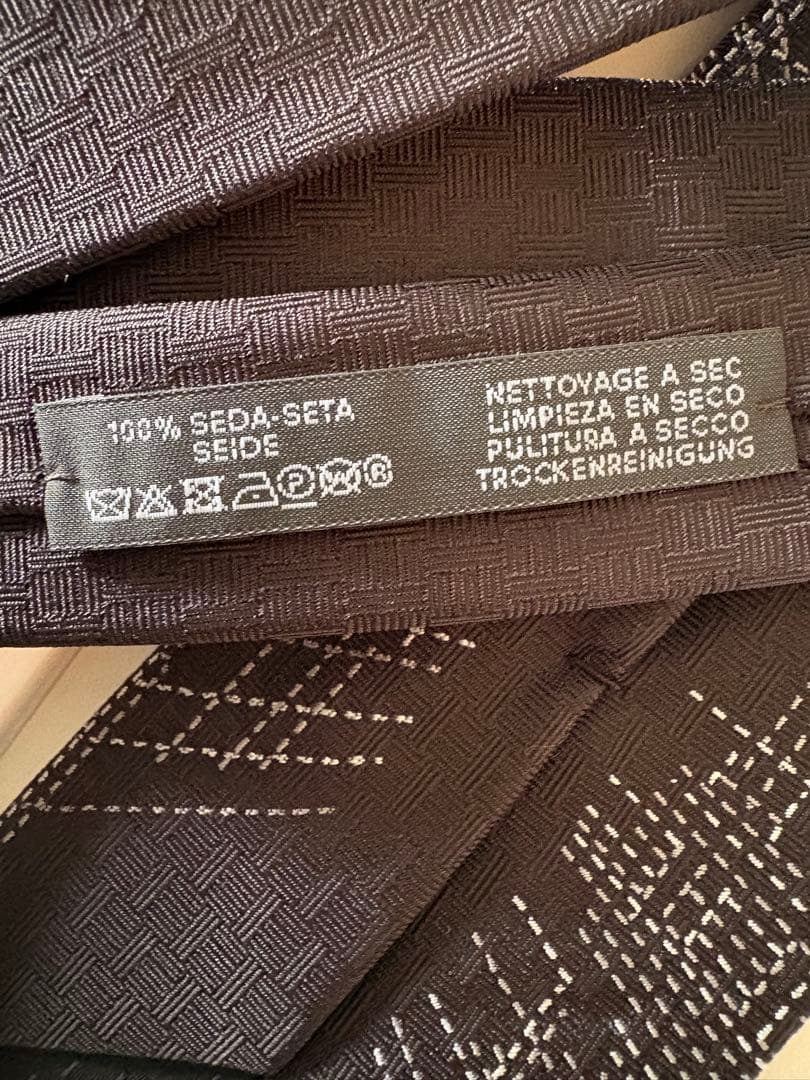 100% SEDA-SETA
SEIDE
P W ®
NETTOYAGE A SEC
LIMPIEZA EN SECO
PULITURA A SECCO
TROCKENREINIGUNG